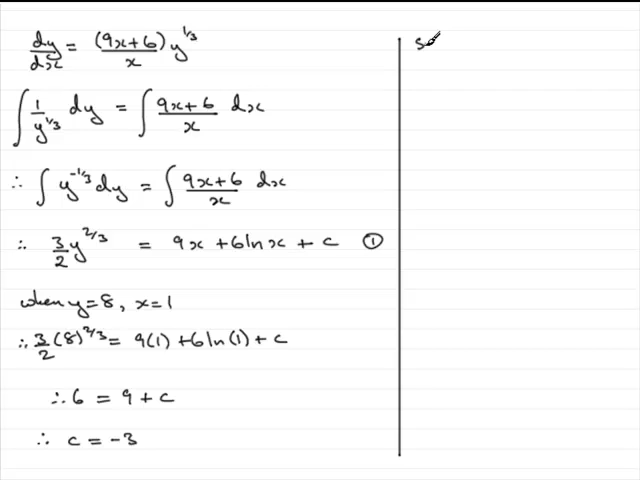 dy/dx = (9x+6)/x y^1/3
∫ 1/y^1/3 dy = ∫ 9x+6/x dx
∴ ∫ y^-1/3 dy = ∫ 9x+6/x dx
∴ 3/2 y^2/3 = 9x + 6lnx + c ①
when y=8, x=1
∴ 3/2 (8)^2/3 = 9(1) + 6ln(1) + c
∴ 6 = 9 + c
∴ c = -3
s